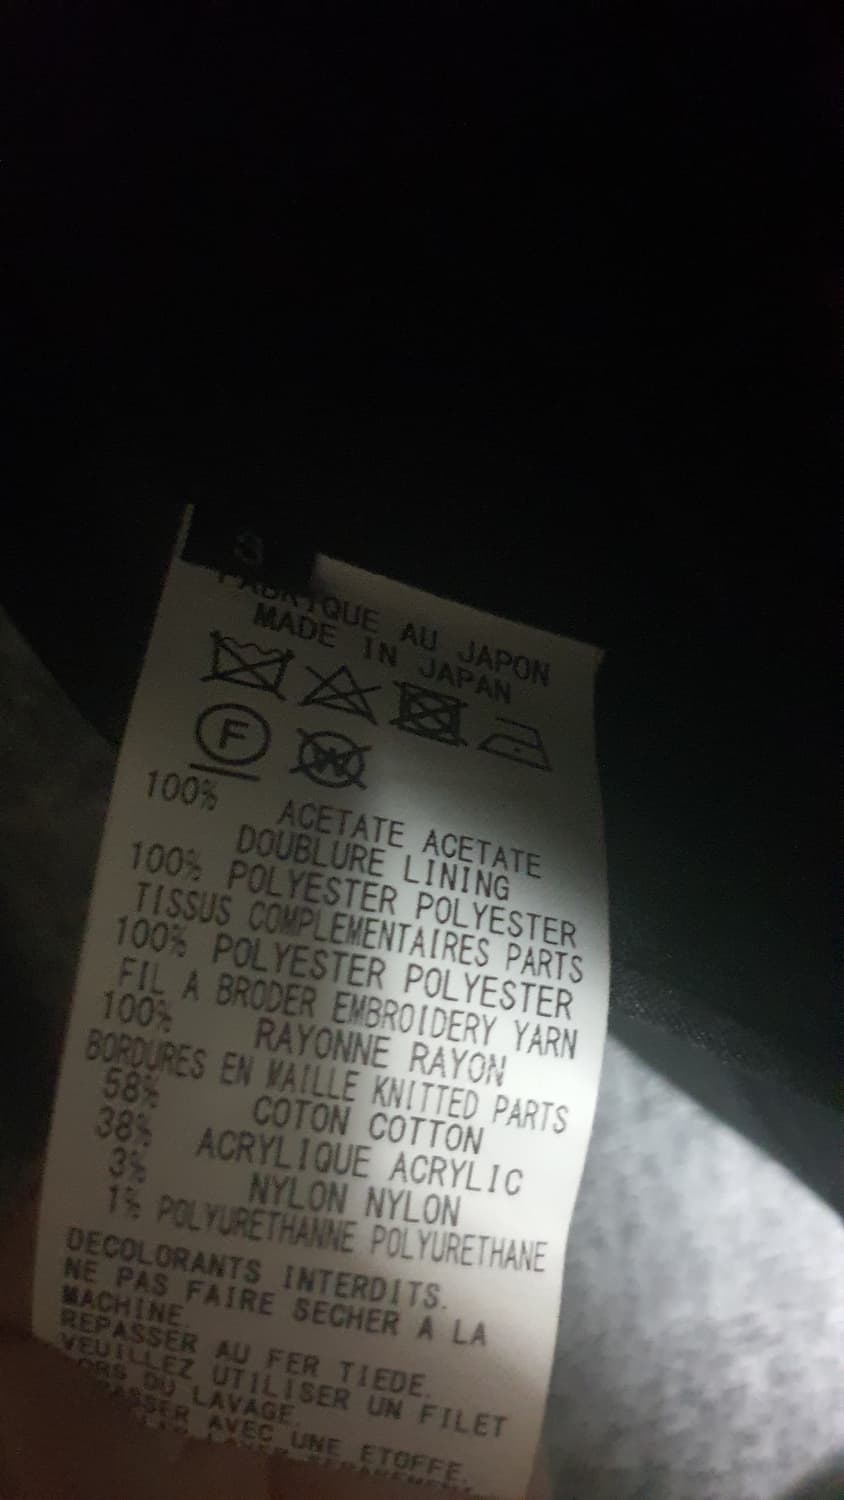 3
FABRIQUE AU JAPON
MADE IN JAPAN
F W
100% ACETATE ACETATE
DOUBLURE LINING
100% POLYESTER POLYESTER
TISSUS COMPLEMENTAIRES PARTS
100% POLYESTER POLYESTER
FIL A BRODER EMBROIDERY YARN
100% RAYONNE RAYON
BORDURES EN MAILLE KNITTED PARTS
58% COTON COTTON
38% ACRYLIQUE ACRYLIC
3% NYLON NYLON
1% POLYURETHANNE POLYURETHANE
DECOLORANTS INTERDITS.
NE PAS FAIRE SECHER A LA
MACHINE.
REPASSER AU FER TIEDE.
VEUILLEZ UTILISER UN FILET
LORS DU LAVAGE.
AVEC UNE ETOFFE.